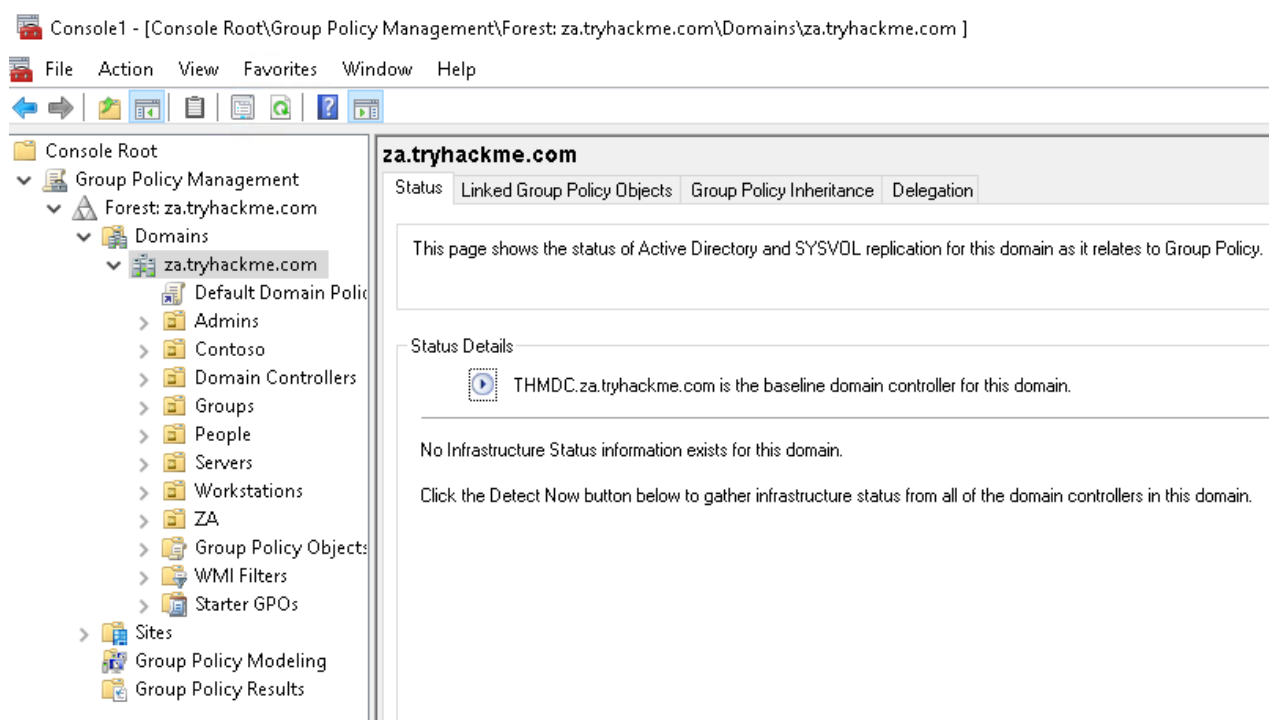 Console1 - [Console Root\Group Policy Management\Forest: za.tryhackme.com\Domains\za.tryhackme.com ]
File Action View Favorites Window Help
Console Root
Group Policy Management
Forest: za.tryhackme.com
Domains
za.tryhackme.com
Default Domain Polic
Admins
Contoso
Domain Controllers
Groups
People
Servers
Workstations
ZA
Group Policy Objects
WMI Filters
Starter GPOs
Sites
Group Policy Modeling
Group Policy Results
za.tryhackme.com
Status Linked Group Policy Objects Group Policy Inheritance Delegation
This page shows the status of Active Directory and SYSVOL replication for this domain as it relates to Group Policy.
Status Details
THMDC.za.tryhackme.com is the baseline domain controller for this domain.
No Infrastructure Status information exists for this domain.
Click the Detect Now button below to gather infrastructure status from all of the domain controllers in this domain.